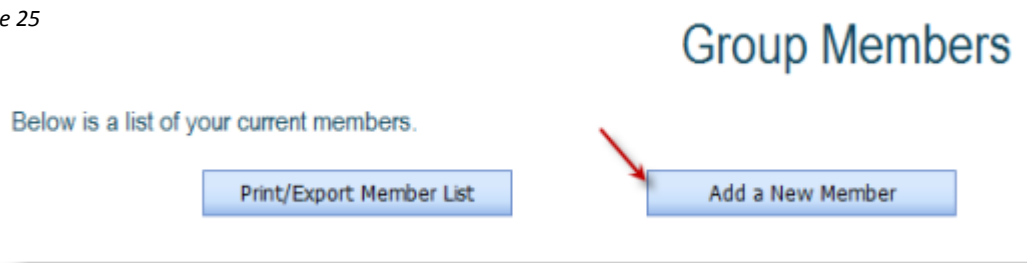 e 25
Group Members
Below is a list of your current members.
Print/Export Member List
Add a New Member